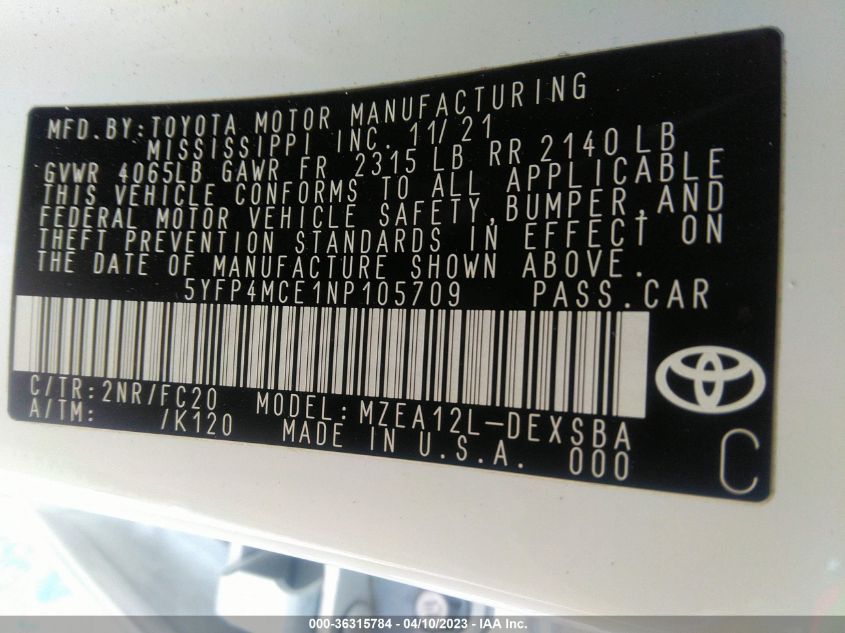 MFD.BY:TOYOTA MOTOR MANUFACTURING
MISSISSIPPI INC. 11/21
GVWR 4065LB GAWR FR 2315 LB RR 2140 LB
THIS VEHICLE CONFORMS TO ALL APPLICABLE
FEDERAL MOTOR VEHICLE SAFETY,BUMPER,AND
THEFT PREVENTION STANDARDS IN EFFECT ON
THE DATE OF MANUFACTURE SHOWN ABOVE.
5YFP4MCE1NP105709 PASS.CAR
C/TR:2NR/FC20 MODEL:MZEA12L-DEXSBA
A/TM: /K120 MADE IN U.S.A. 000
C
000-36315784 - 04/10/2023 - IAA Inc.